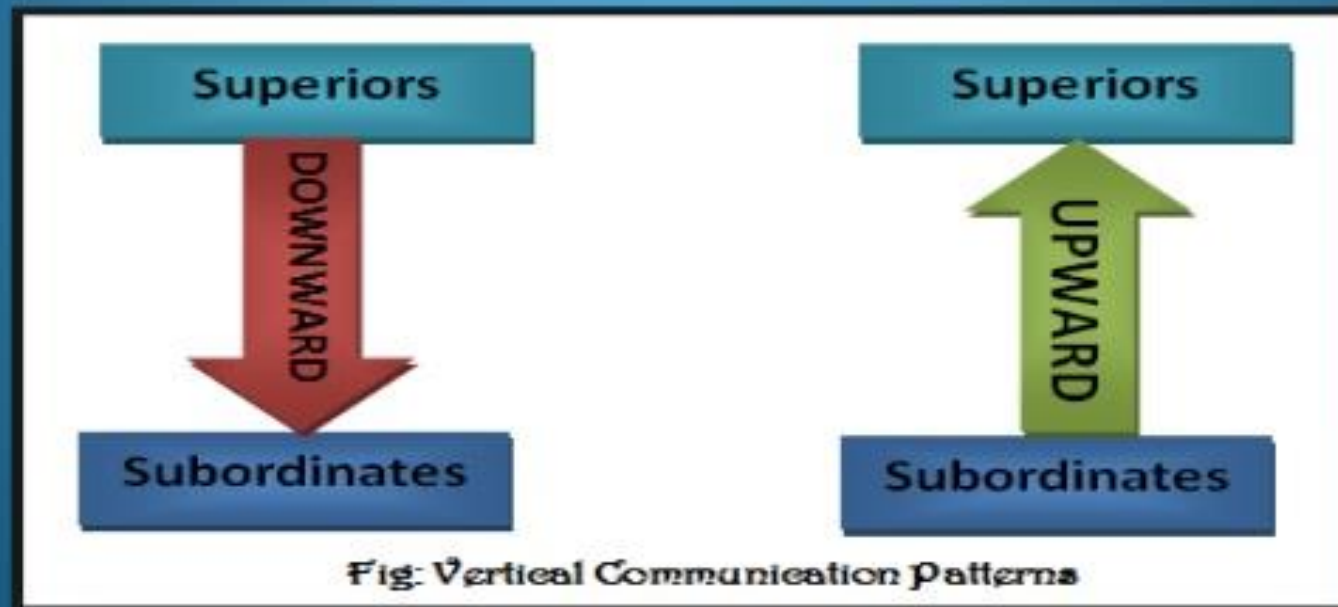 Superiors
DOWNWARD
Subordinates
Superiors
UPWARD
Subordinates
Fig: Vertical Communication Patterns